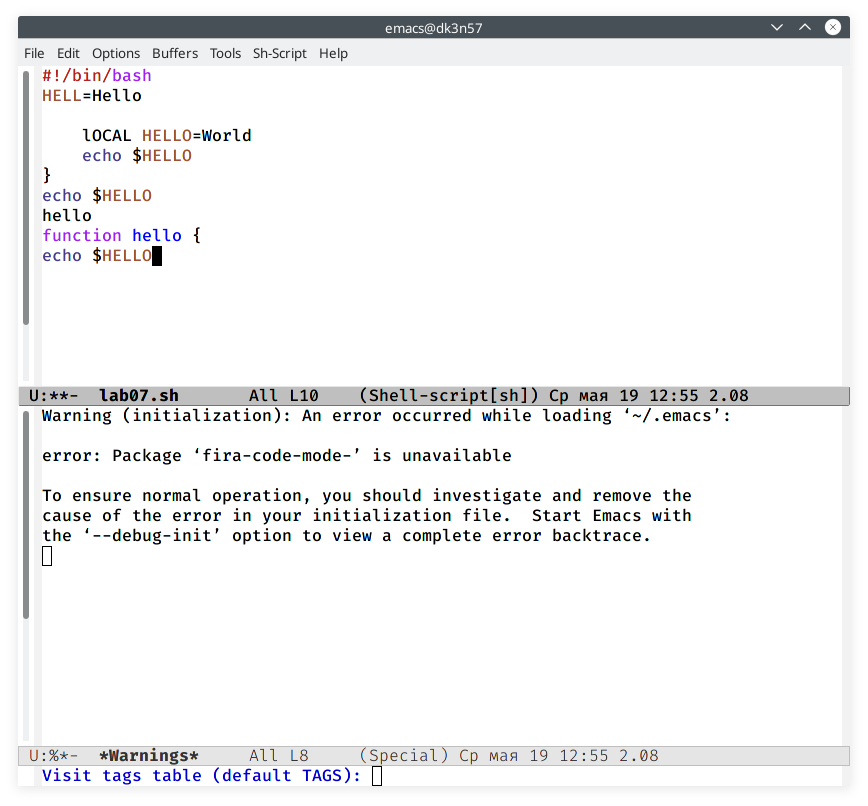 emacs@dk3n57
File Edit Options Buffers Tools Sh-Script Help
#!/bin/bash
HELL=Hello
    lOCAL HELLO=World
    echo $HELLO
}
echo $HELLO
hello
function hello {
echo $HELLO
U:**-  lab07.sh       All L10    (Shell-script[sh]) Ср мая 19 12:55 2.08
Warning (initialization): An error occurred while loading ‘~/.emacs’:
error: Package ‘fira-code-mode-’ is unavailable
To ensure normal operation, you should investigate and remove the
cause of the error in your initialization file.  Start Emacs with
the ‘--debug-init’ option to view a complete error backtrace.
U:%*-  *Warnings*     All L8     (Special) Ср мая 19 12:55 2.08
Visit tags table (default TAGS):